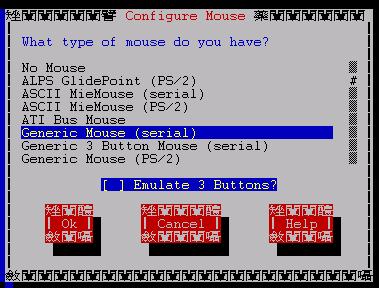 Configure Mouse
What type of mouse do you have?
No Mouse
ALPS GlidePoint (PS/2)
ASCII MieMouse (serial)
ASCII MieMouse (PS/2)
ATI Bus Mouse
Generic Mouse (serial)
Generic 3 Button Mouse (serial)
Generic Mouse (PS/2)
[ ] Emulate 3 Buttons?
Ok Cancel Help